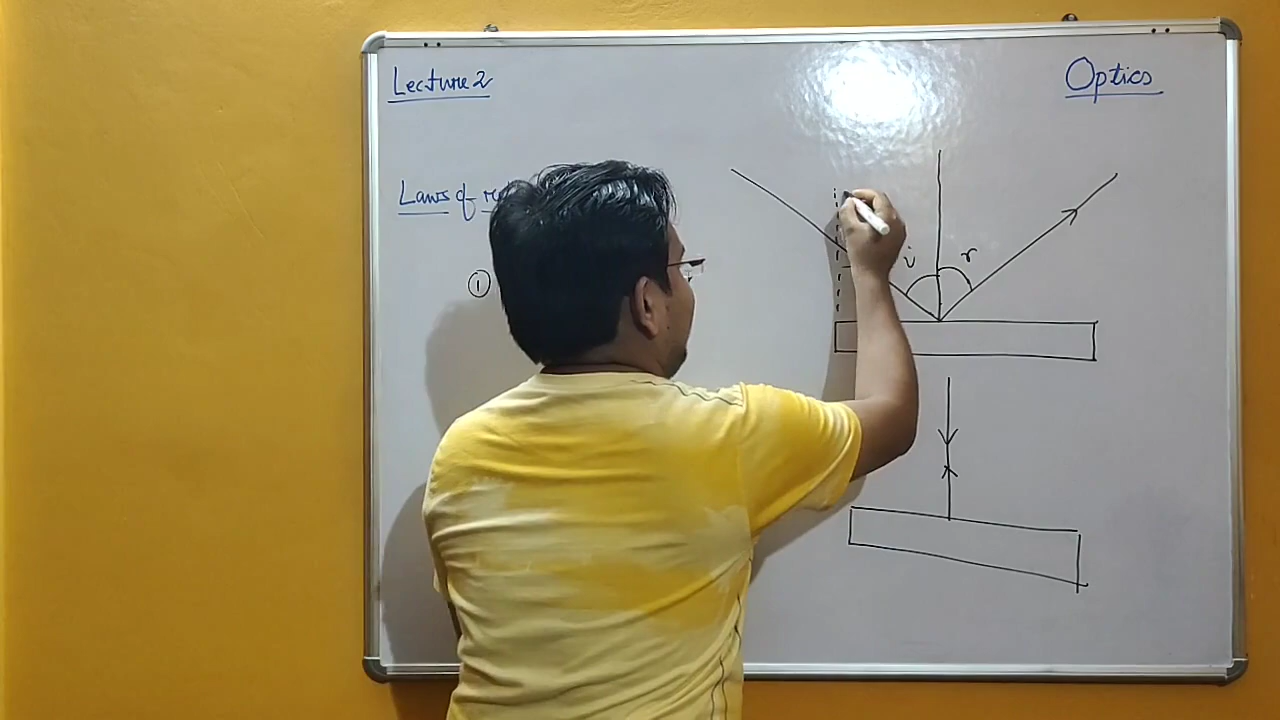 Lecture 2
Optics
Laws of
①
i r